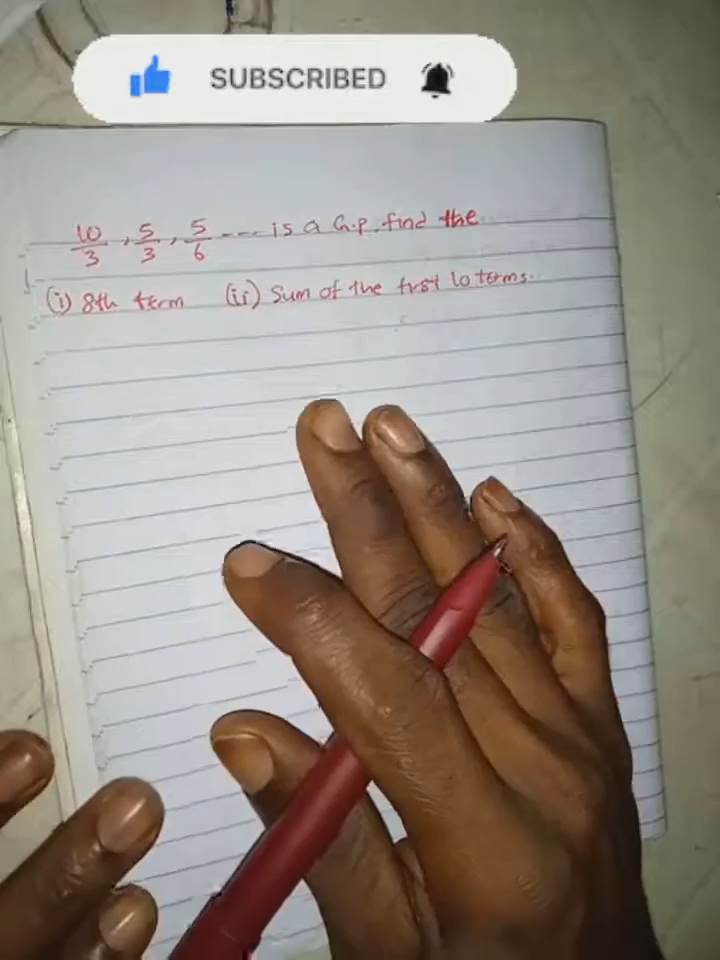 SUBSCRIBED
10/3, 5/3, 5/6 --- is a G.p. find the
(i) 8th term (ii) Sum of the first 10 terms.